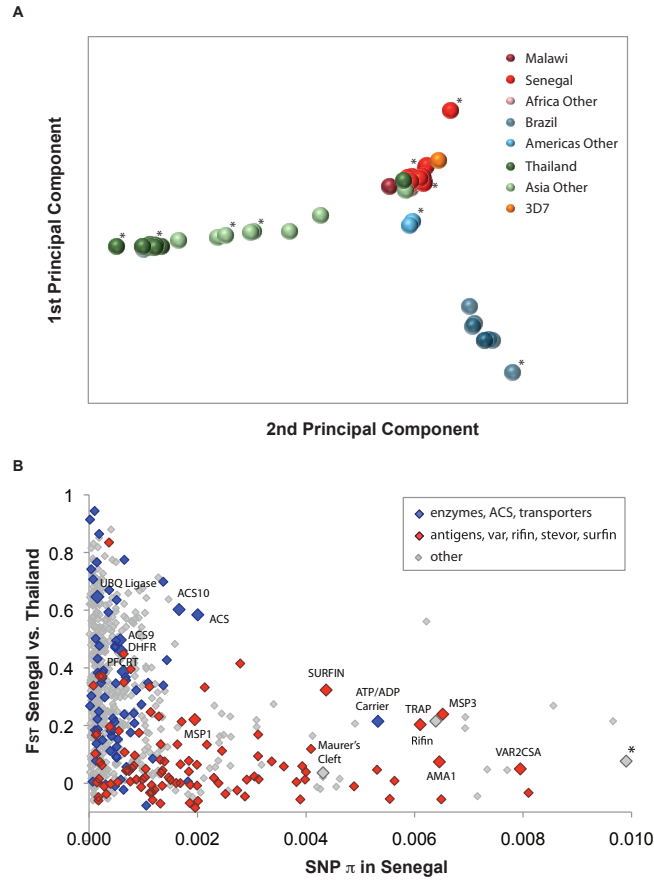 A
Malawi
Senegal
Africa Other
Brazil
Americas Other
Thailand
Asia Other
3D7
*
*
*
*
*
*
*
*
*
1st Principal Component
2nd Principal Component
B
1
0.8
0.6
0.4
0.2
0
enzymes, ACS, transporters
antigens, var, rifin, stevor, surfin
other
UBQ Ligase
ACS10
ACS
ACS9
DHFR
PFCRT
SURFIN
ATP/ADP
Carrier
TRAP
MSP3
MSP1
Rifin
Maurer's
Cleft
AMA1
VAR2CSA
*
FST Senegal vs. Thailand
0.000
0.002
0.004
0.006
0.008
0.010
SNP π in Senegal